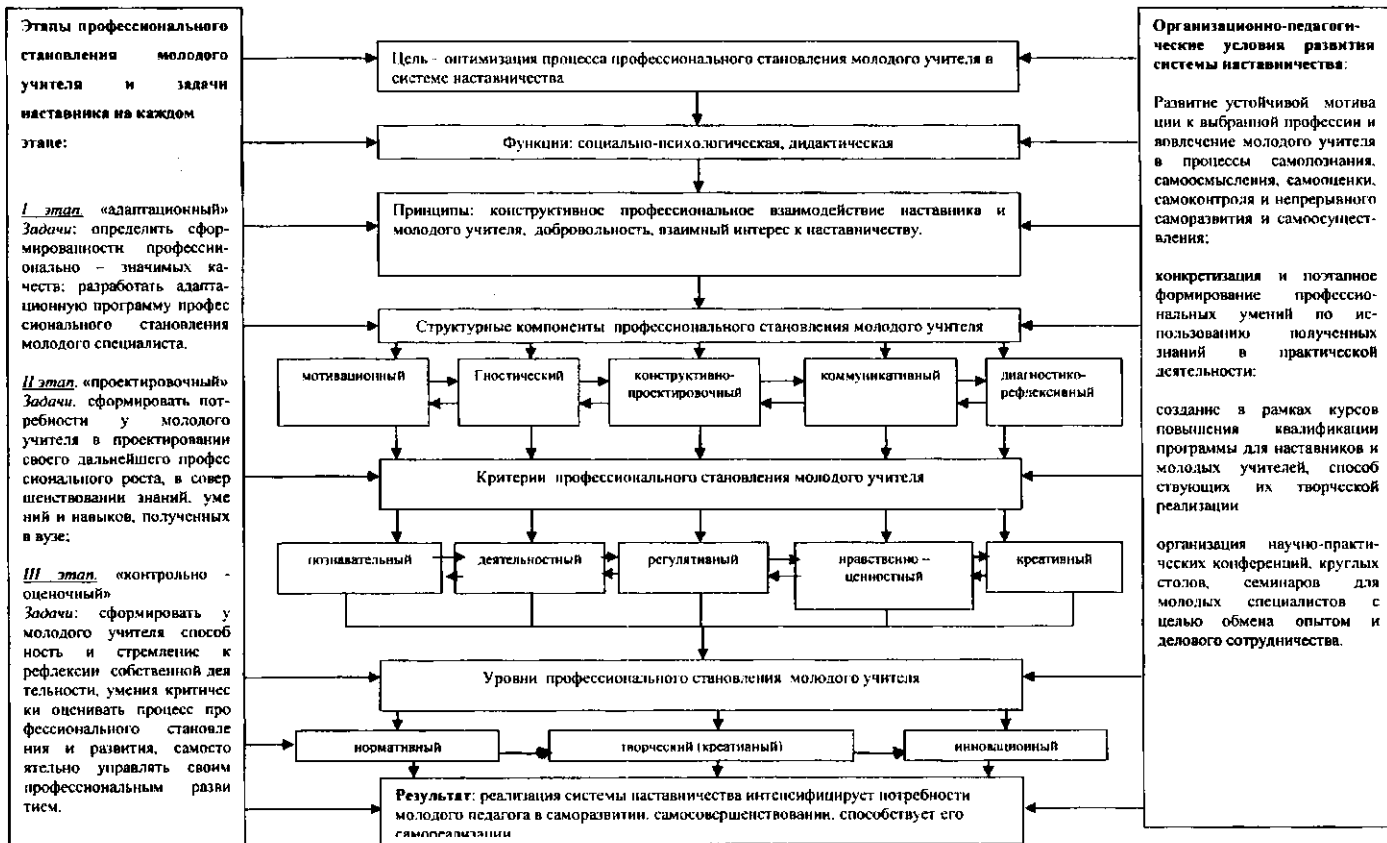 Этапы профессионального
становления молодого
учителя и задачи
наставника на каждом
этапе:
I этап. «адаптационный»
Задачи: определить сфор-
мированности професси-
онально – значимых ка-
честв; разработать адапта-
ционную программу профес
сионального становления
молодого специалиста.
II этап. «проектировочный»
Задачи. сформировать пот-
ребности у молодого
учителя в проектировании
своего дальнейшего профес
сионального роста, в совер
шенствовании знаний, уме
ний и навыков, полученных
в вузе;
III этап. «контрольно -
оценочный»
Задачи: сформировать у
молодого учителя способ
ность и стремление к
рефлексии собственной дея
тельности, умения критичес
ки оценивать процесс про
фессионального становле
ния и развития, самосто
ятельно управлять своим
профессиональным разви
тием.
Цель - оптимизация процесса профессионального становления молодого учителя в
системе наставничества
Функции: социально-психологическая, дидактическая
Принципы: конструктивное профессиональное взаимодействие наставника и
молодого учителя, добровольность, взаимный интерес к наставничеству.
Структурные компоненты профессионального становления молодого учителя
мотивационный
Гностический
конструктивно-
проектировочный
коммуникативный
диагностико-
рефлексивный
Критерии профессионального становления молодого учителя
познавательный
деятельностный
регулятивный
нравственно –
ценностный
креативный
Уровни профессионального становления молодого учителя
нормативный
творческий (креативный)
инновационный
Результат: реализация системы наставничества интенсифицирует потребности
молодого педагога в саморазвитии, самосовершенствовании, способствует его
самореализации
Организационно-педагоги-
ческие условия развития
системы наставничества:
Развитие устойчивой мотива
ции к выбранной профессии и
вовлечение молодого учителя
в процессы самопознания,
самоосмысления, самооценки,
самоконтроля и непрерывного
саморазвития и самоосущест-
вления;
конкретизация и поэтапное
формирование профессио-
нальных умений по ис-
пользованию полученных
знаний в практической
деятельности;
создание в рамках курсов
повышения квалификации
программы для наставников и
молодых учителей, способ
ствующих их творческой
реализации
организация научно-практи-
ческих конференций, круглых
столов, семинаров для
молодых специалистов с
целью обмена опытом и
делового сотрудничества.